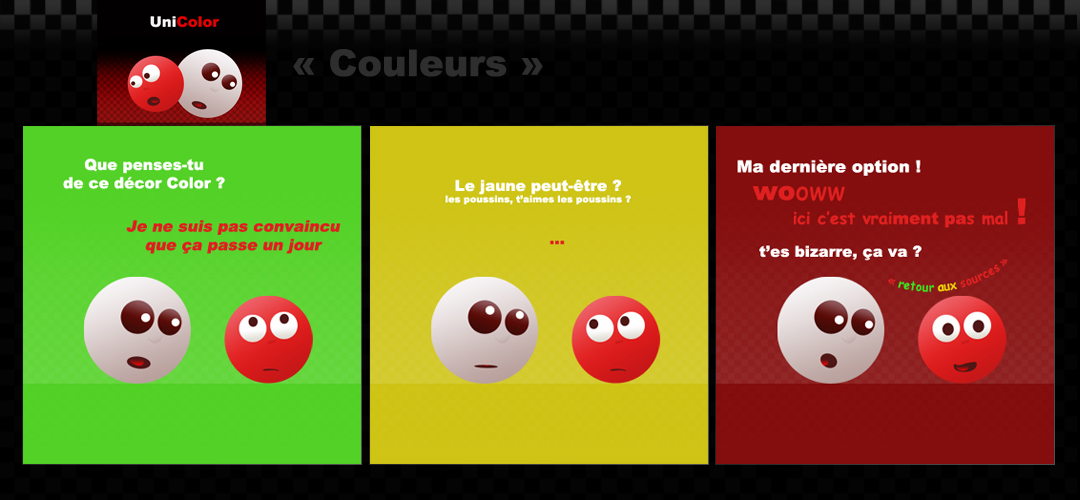 UniColor
« Couleurs »
Que penses-tu
de ce décor Color ?
Je ne suis pas convaincu
que ça passe un jour
Le jaune peut-être ?
les poussins, t'aimes les poussins ?
...
Ma dernière option !
WOOWW
ici c'est vraiment pas mal !
t'es bizarre, ça va ?
« retour aux sources »